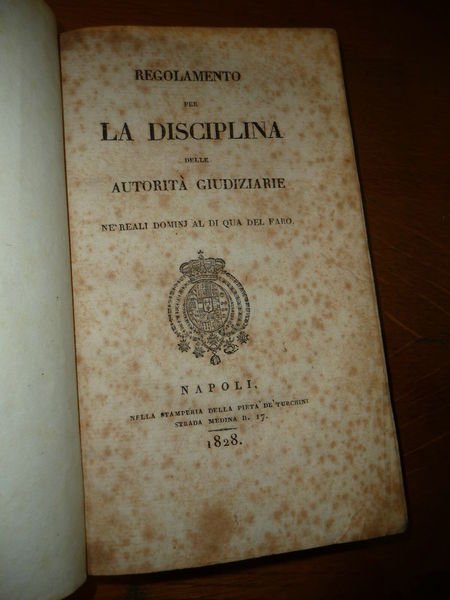 REGOLAMENTO
PER
LA DISCIPLINA
DELLE
AUTORITÀ GIUDIZIARIE
NE' REALI DOMINJ AL DI QUA DEL FARO.
NAPOLI,
NELLA STAMPERIA DELLA PIETÀ DE' TURCHINI
STRADA MEDINA N. 17.
1828.